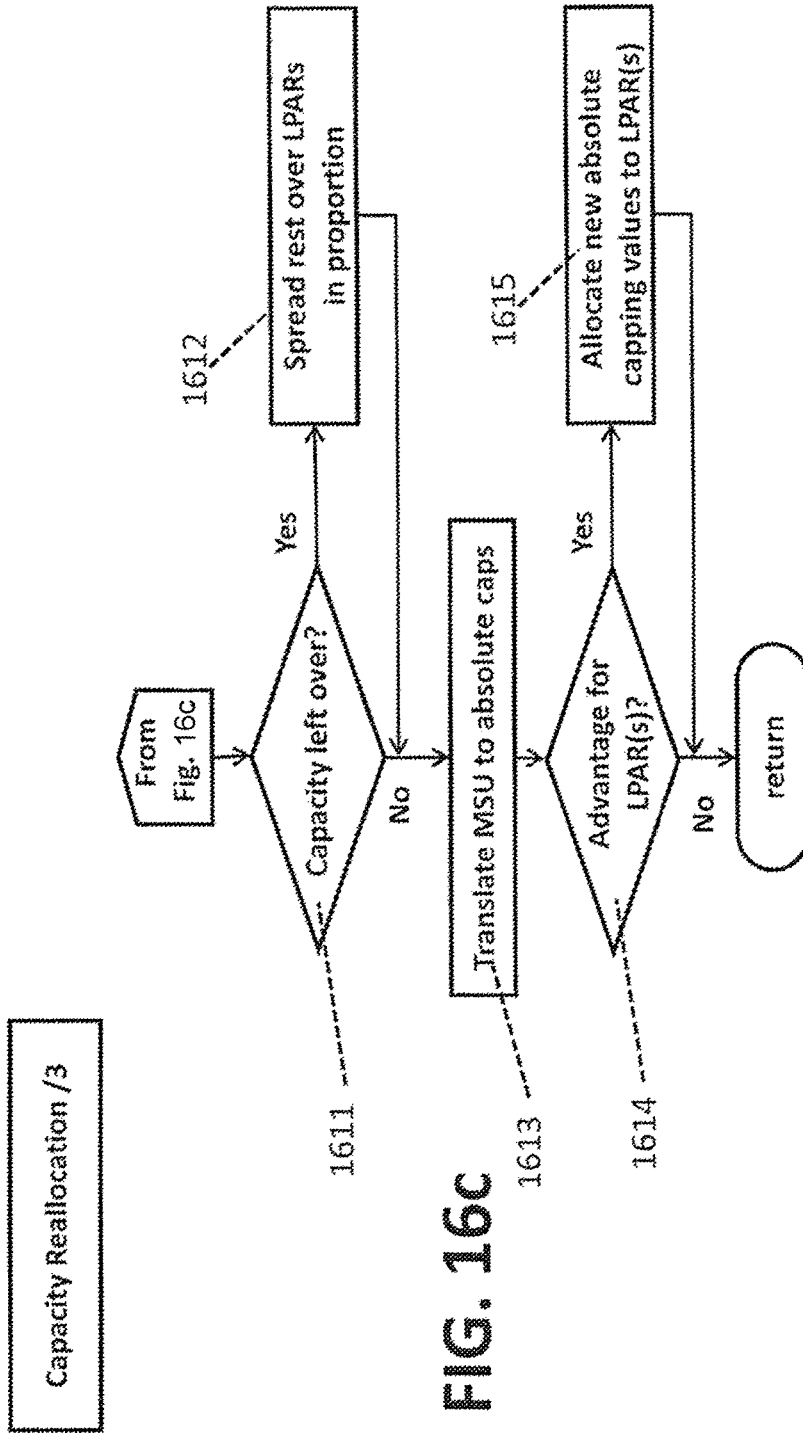 Capacity Reallocation /3
From
Fig. 16c
1611
Capacity left over?
Yes
1612
Spread rest over LPARs
in proportion
No
1613
Translate MSU to absolute caps
1614
Advantage for
LPAR(s)?
Yes
1615
Allocate new absolute
capping values to LPAR(s)
No
return
FIG. 16c